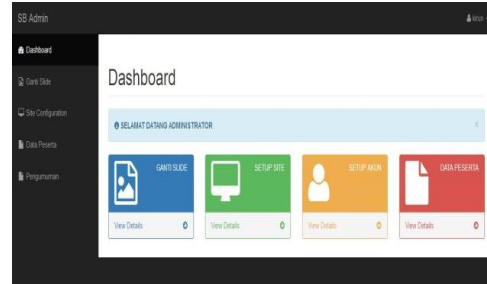 SB Admin
Dashboard
Ganti Slide
Site Configuration
Data Peserta
Pengumuman
Dashboard
SELAMAT DATANG ADMINISTRATOR
GANTI SLIDE
View Details
SETUP SITE
View Details
SETUP AKUN
View Details
DATA PESERTA
View Details